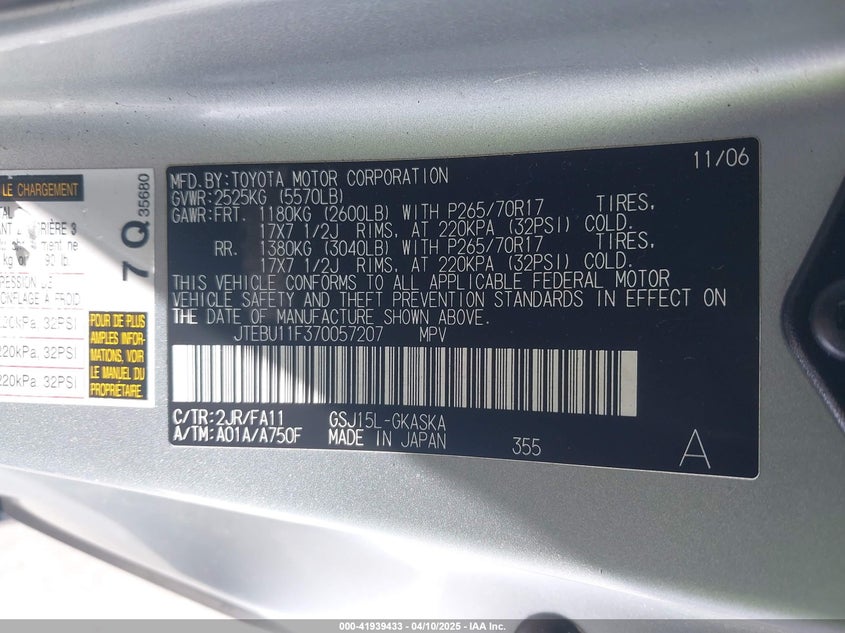 LE CHARGEMENT
7 Q
35680
kg
lb.
32PSI
220kPa, 32PSI
220kPa, 32PSI
POUR DE PLUS
AMPLES INFOR-
MATIONS, VOIR
LE MANUEL DU
PROPRIÉTAIRE.
11/06
MFD.BY:TOYOTA MOTOR CORPORATION
GVWR:2525KG (5570LB)
GAWR:FRT. 1180KG (2600LB) WITH P265/70R17 TIRES,
17X7 1/2J RIMS, AT 220KPA (32PSI) COLD.
RR. 1380KG (3040LB) WITH P265/70R17 TIRES,
17X7 1/2J RIMS, AT 220KPA (32PSI) COLD.
THIS VEHICLE CONFORMS TO ALL APPLICABLE FEDERAL MOTOR
VEHICLE SAFETY AND THEFT PREVENTION STANDARDS IN EFFECT ON
THE DATE OF MANUFACTURE SHOWN ABOVE.
JTEBU11F370057207 MPV
C/TR:2JR/FA11 GSJ15L-GKASKA
A/TM:A01A/A750F MADE IN JAPAN 355 A
000-41939433 - 04/10/2025 - IAA Inc.